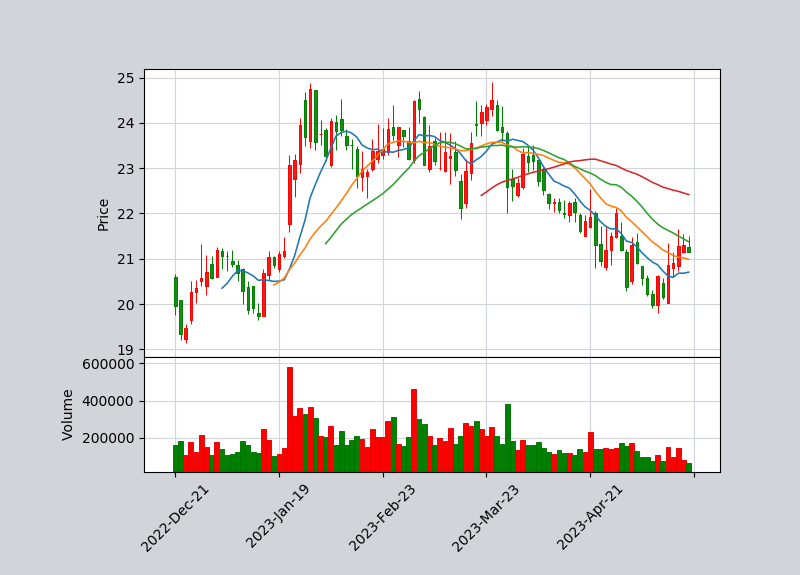 25
24
23
22
21
20
19
Price
600000
400000
200000
Volume
2022-Dec-21
2023-Jan-19
2023-Feb-23
2023-Mar-23
2023-Apr-21